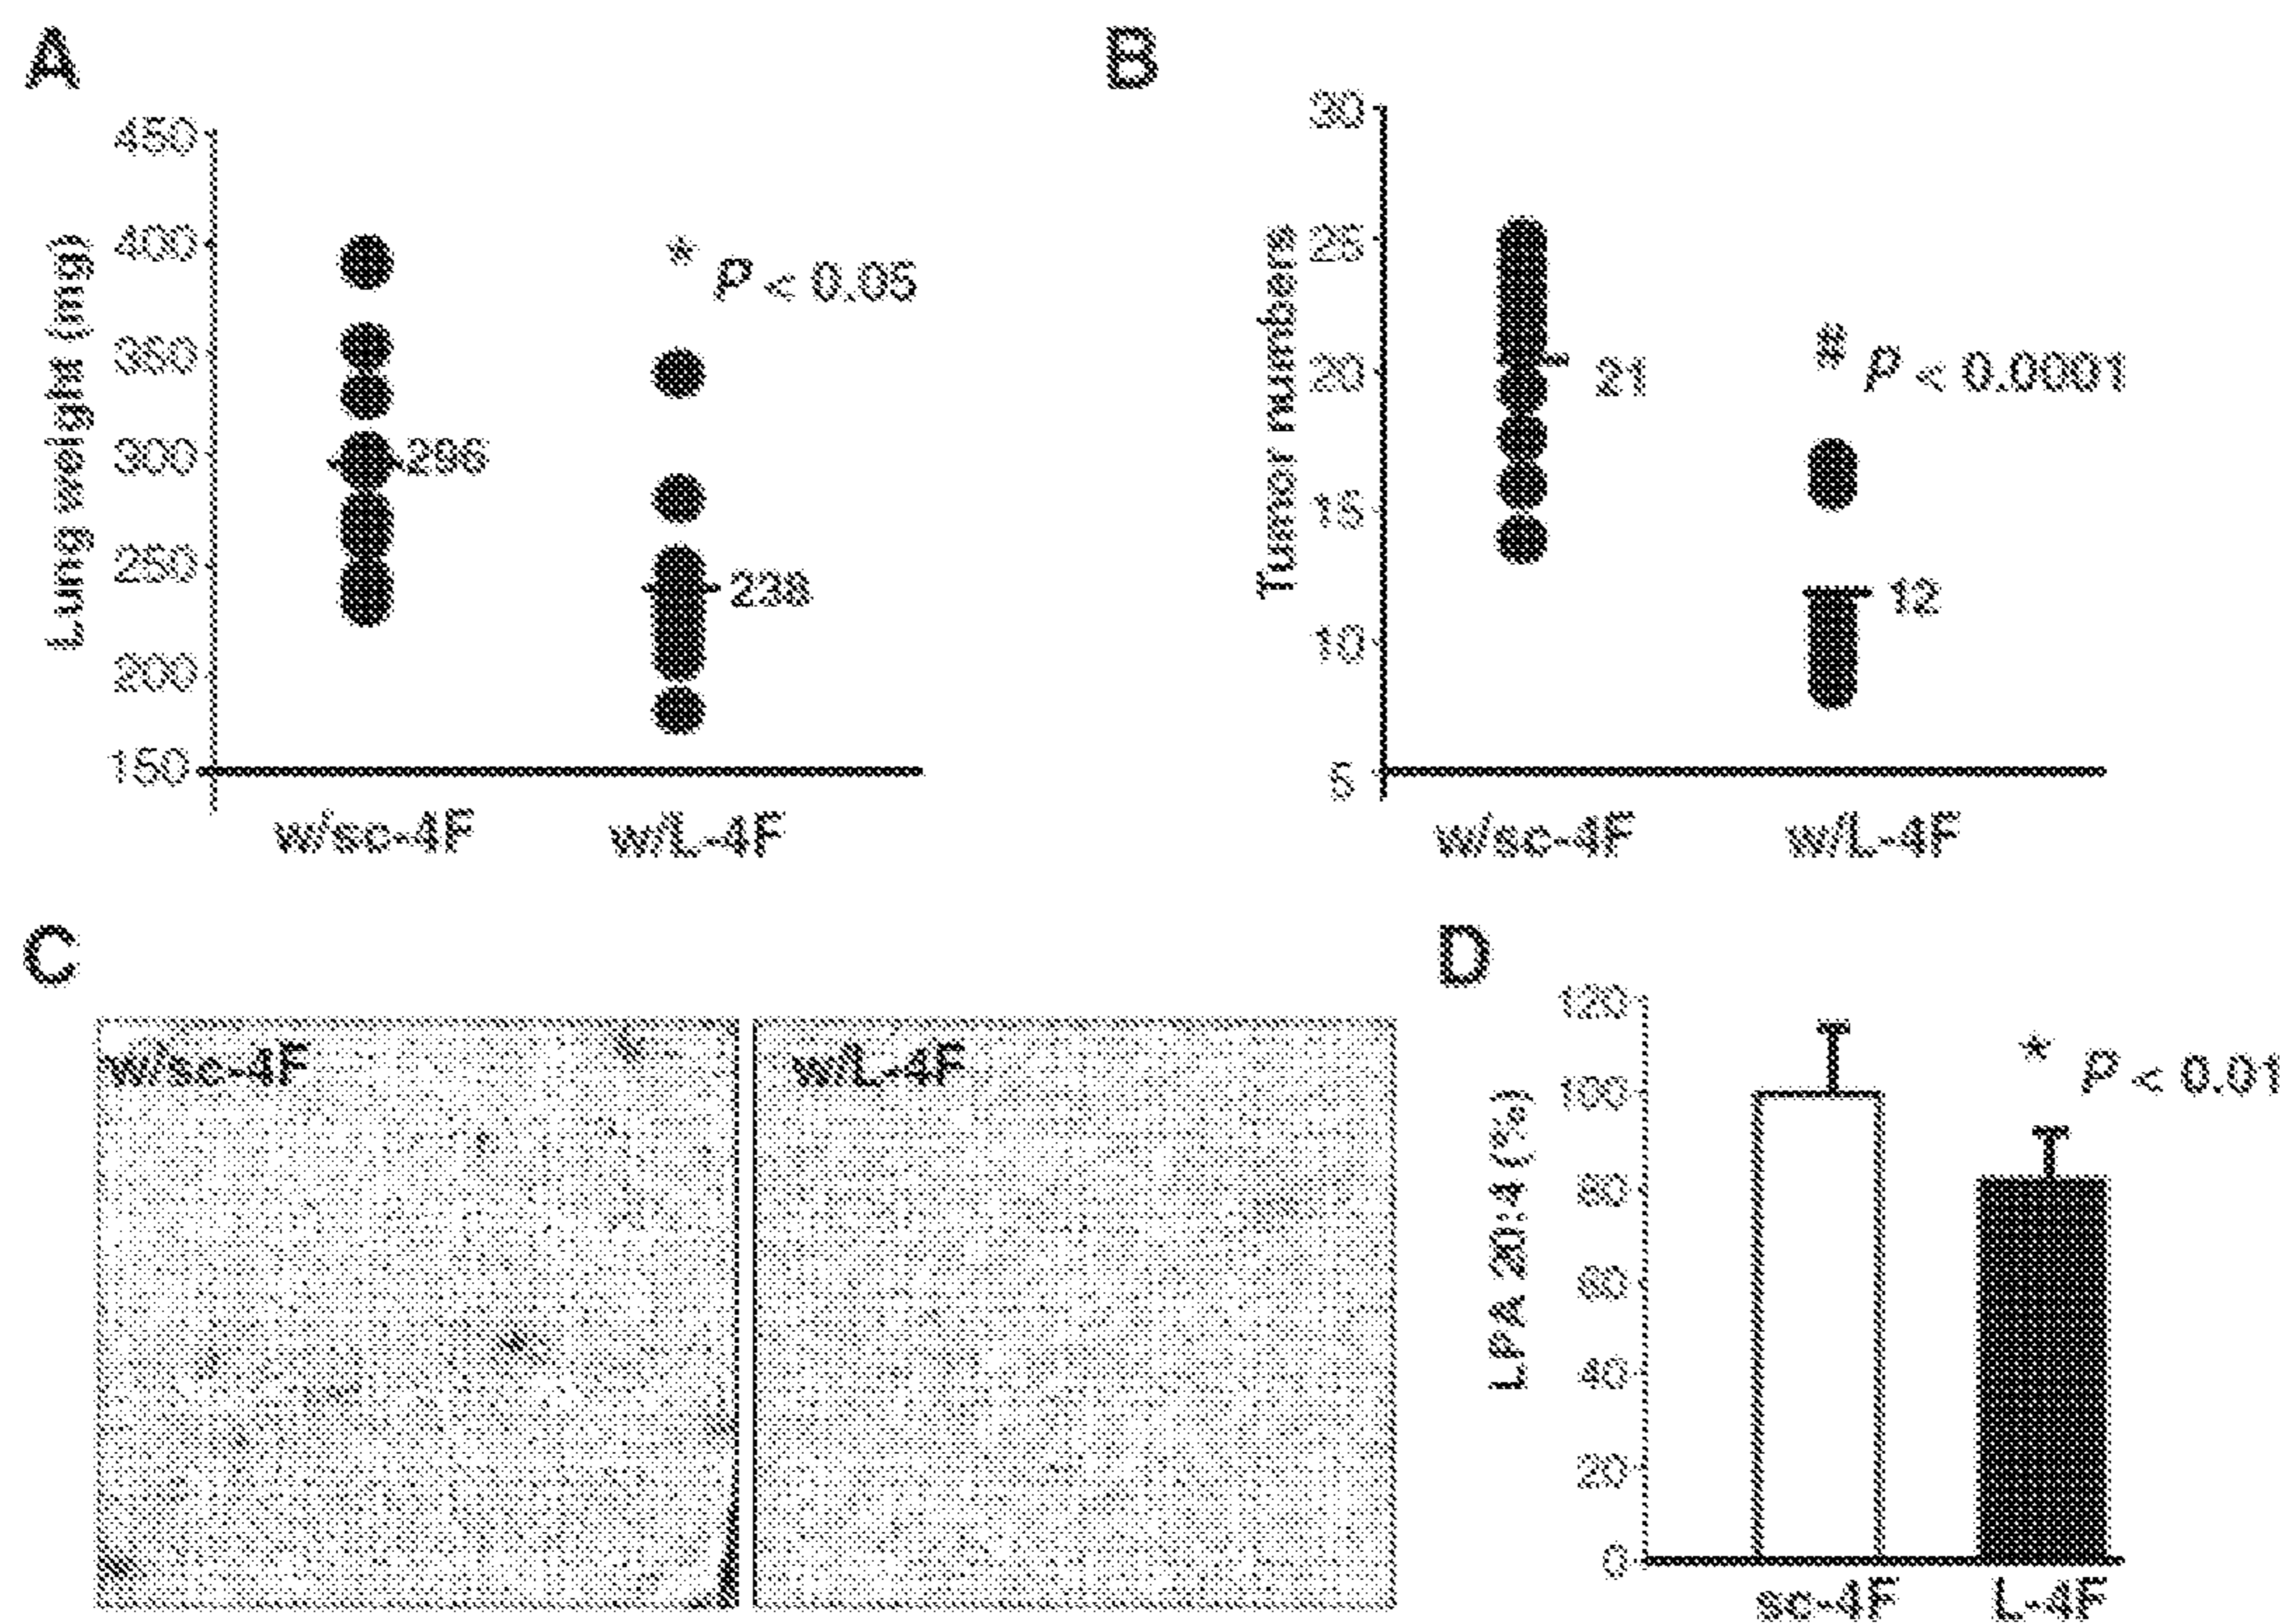 A
Lung weight (mg)
450
400
350
300
250
200
150
296
238
* P < 0.05
w/sc-4F
w/L-4F
B
Tumor numbers
30
25
20
15
10
5
21
12
# P < 0.0001
w/sc-4F
w/L-4F
C
w/sc-4F
w/L-4F
D
LPA 20:4 (%)
120
100
80
60
40
20
0
* P < 0.01
sc-4F
L-4F